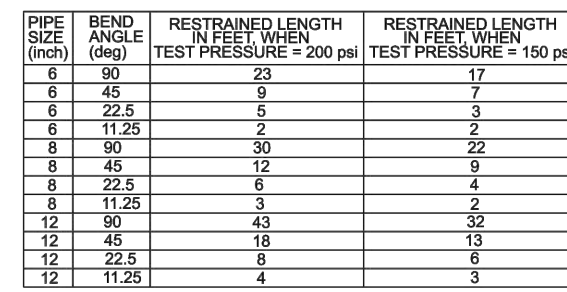 PIPE SIZE (inch) BEND ANGLE (deg) RESTRAINED LENGTH IN FEET, WHEN TEST PRESSURE = 200 psi RESTRAINED LENGTH IN FEET, WHEN TEST PRESSURE = 150 ps
6 90 23 17
6 45 9 7
6 22.5 5 3
6 11.25 2 2
8 90 30 22
8 45 12 9
8 22.5 6 4
8 11.25 3 2
12 90 43 32
12 45 18 13
12 22.5 8 6
12 11.25 4 3